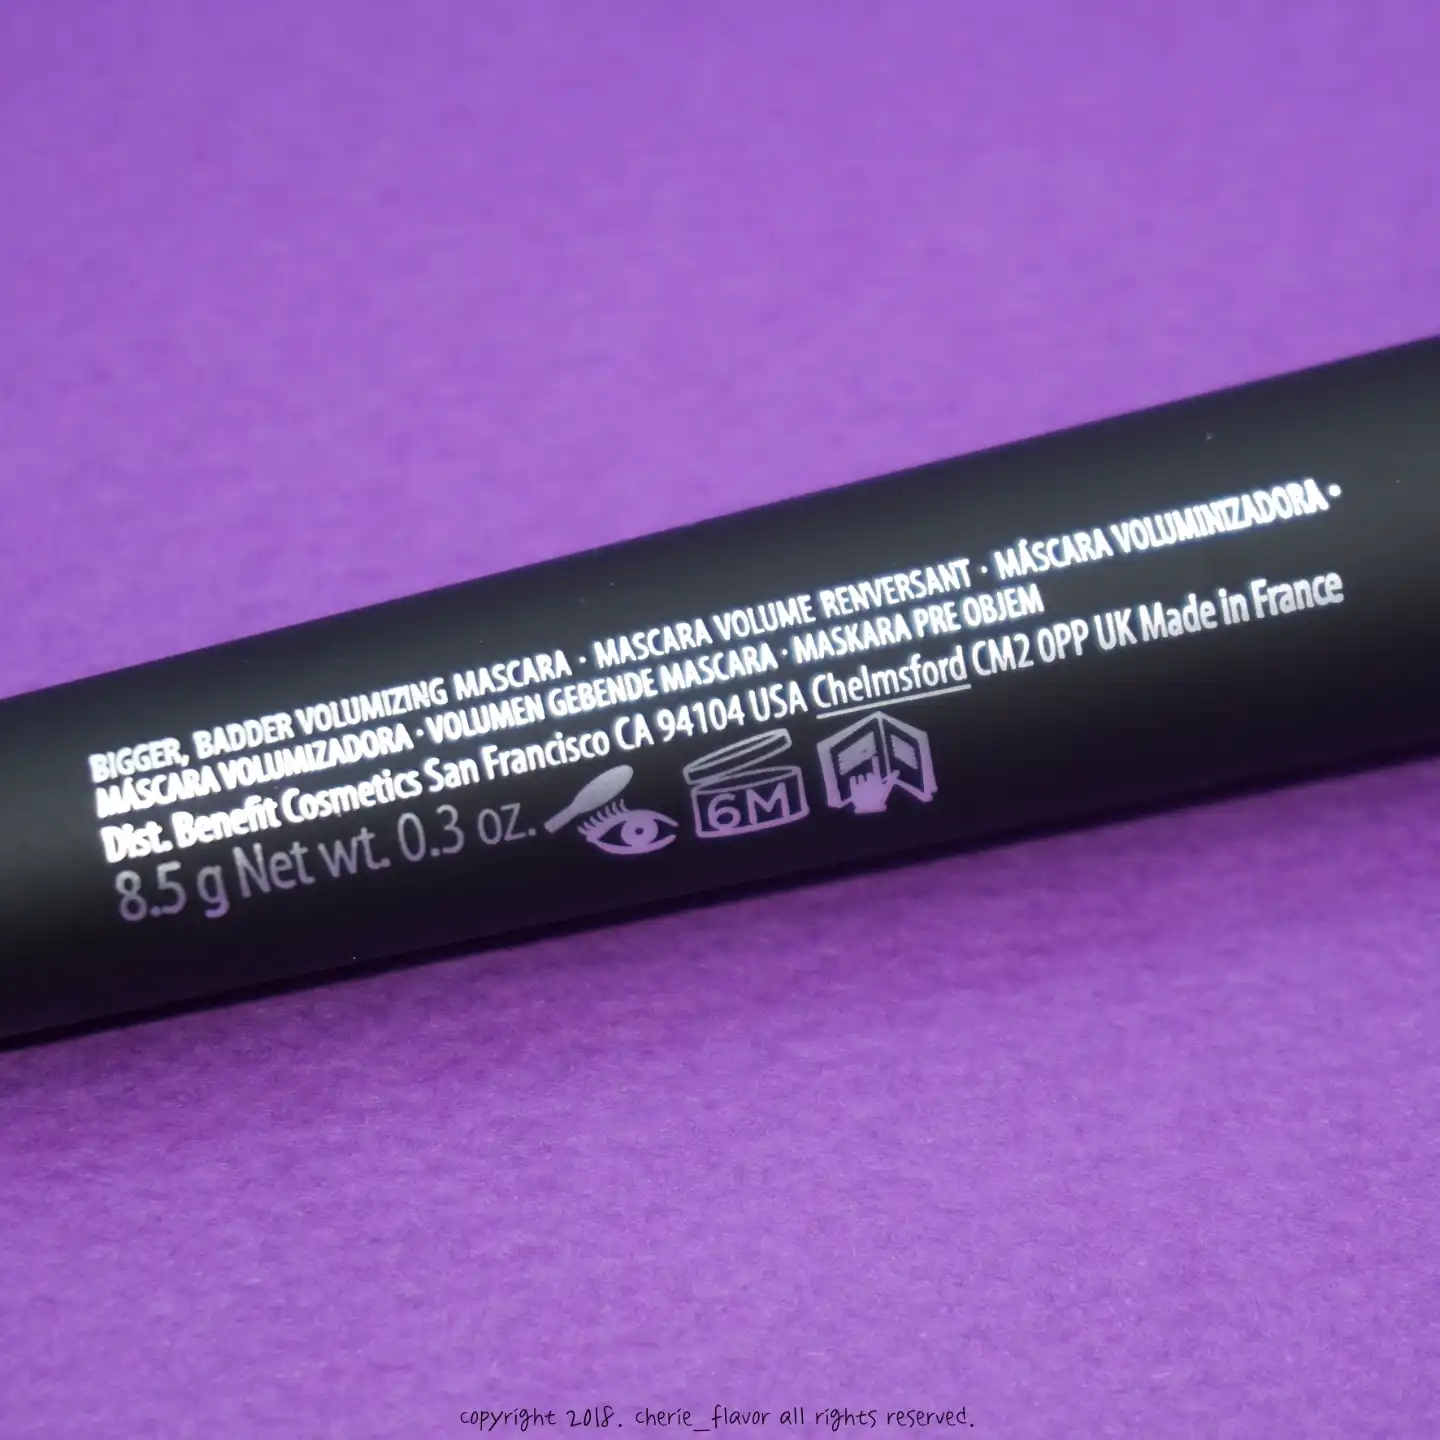 BIGGER, BADDER VOLUMIZING MASCARA · MASCARA VOLUME RENVERSANT · MÁSCARA VOLUMINIZADORA ·
MÁSCARA VOLUMIZADORA · VOLUMEN GEBENDE MASCARA · MASKARA PRE OBJEM
Dist. Benefit Cosmetics San Francisco CA 94104 USA Chelmsford CM2 0PP UK Made in France
8.5 g Net wt. 0.3 oz. 6M
copyright 2018. cherie_flavor all rights reserved.